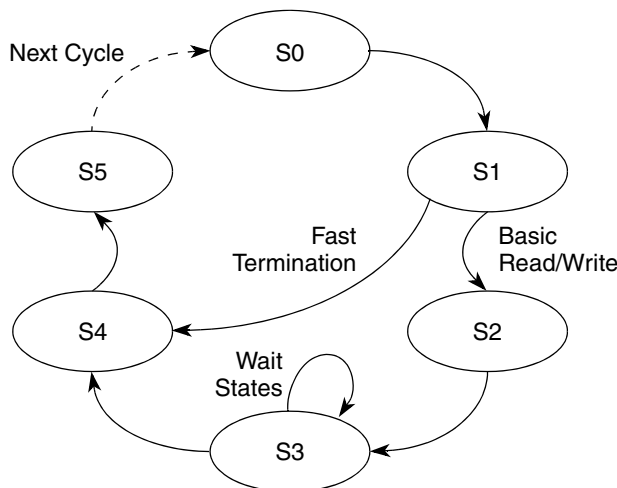 Next Cycle
S0
S5
S1
Fast
Termination
Basic
Read/Write
S4
S2
Wait
States
S3